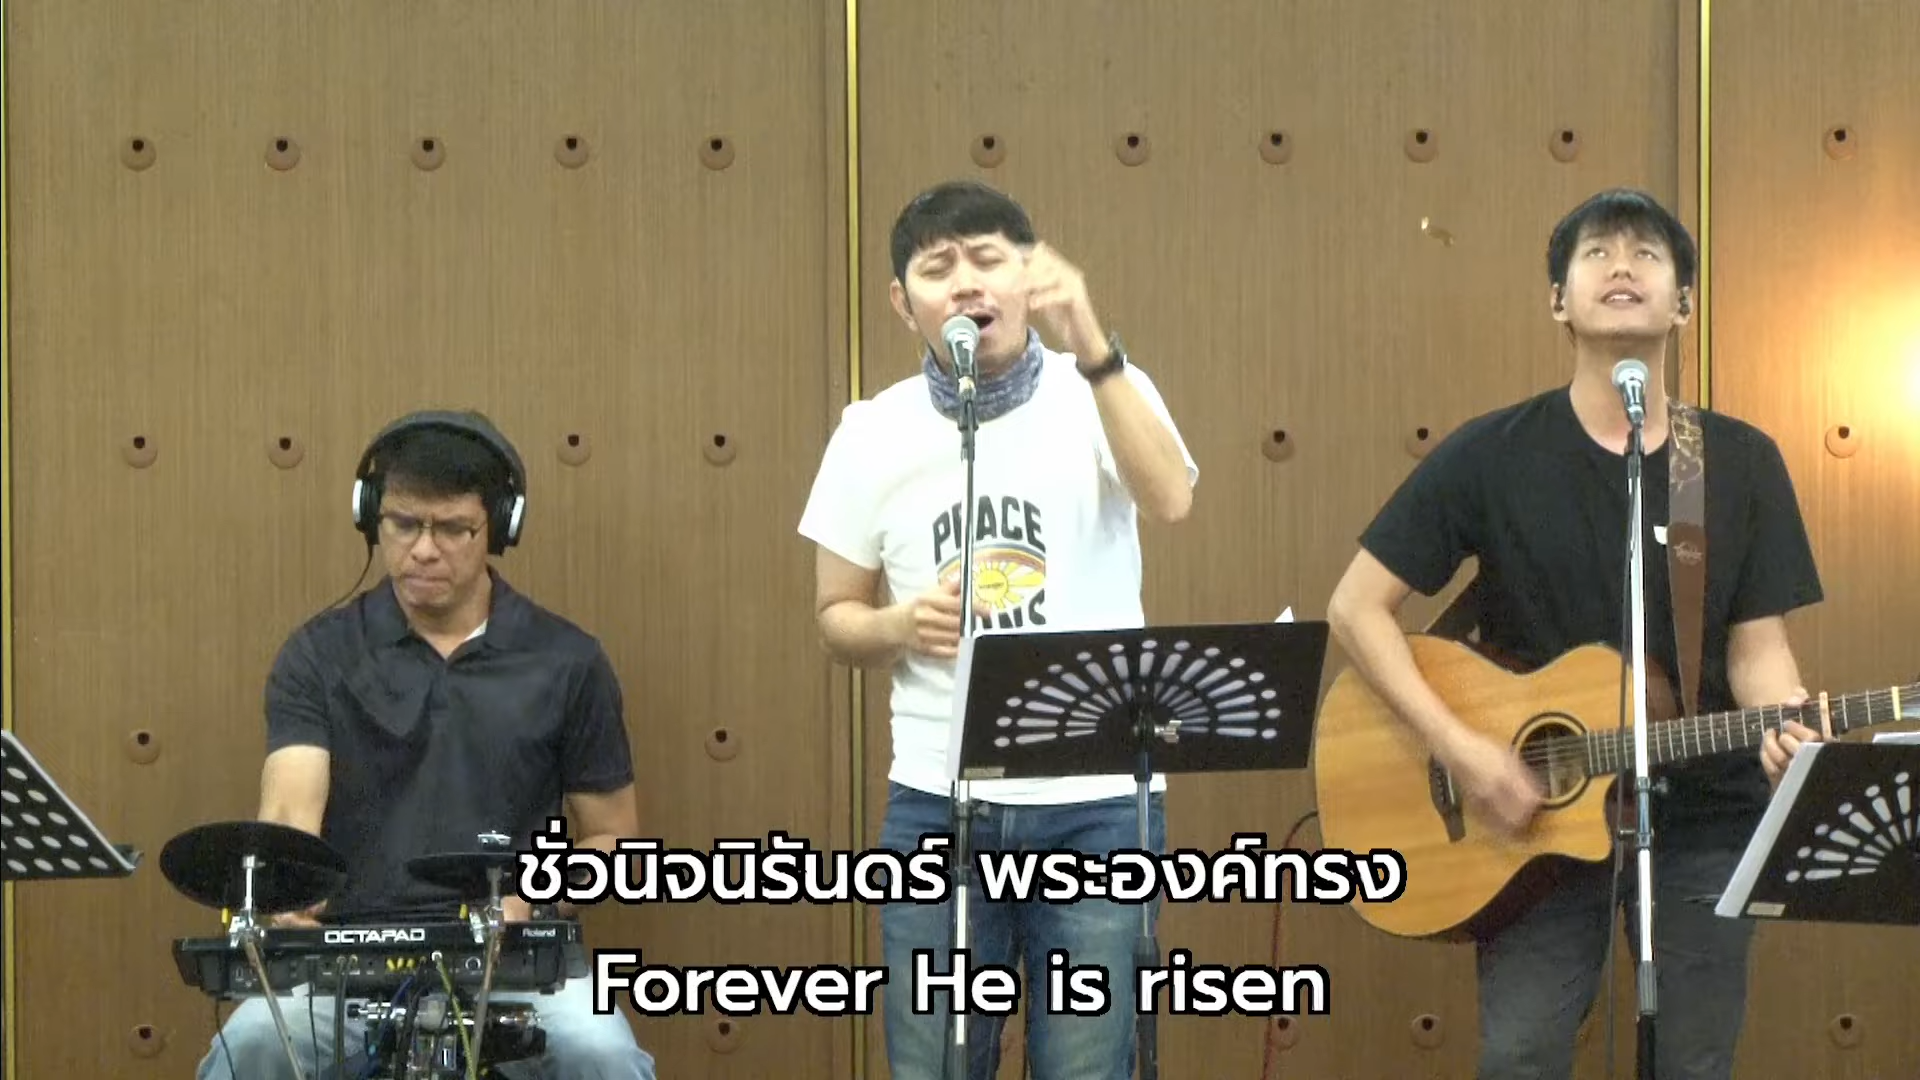 PEACE
OCTAPAD Roland
ชั่วนิจนิรันดร์ พระองค์ทรง
Forever He is risen